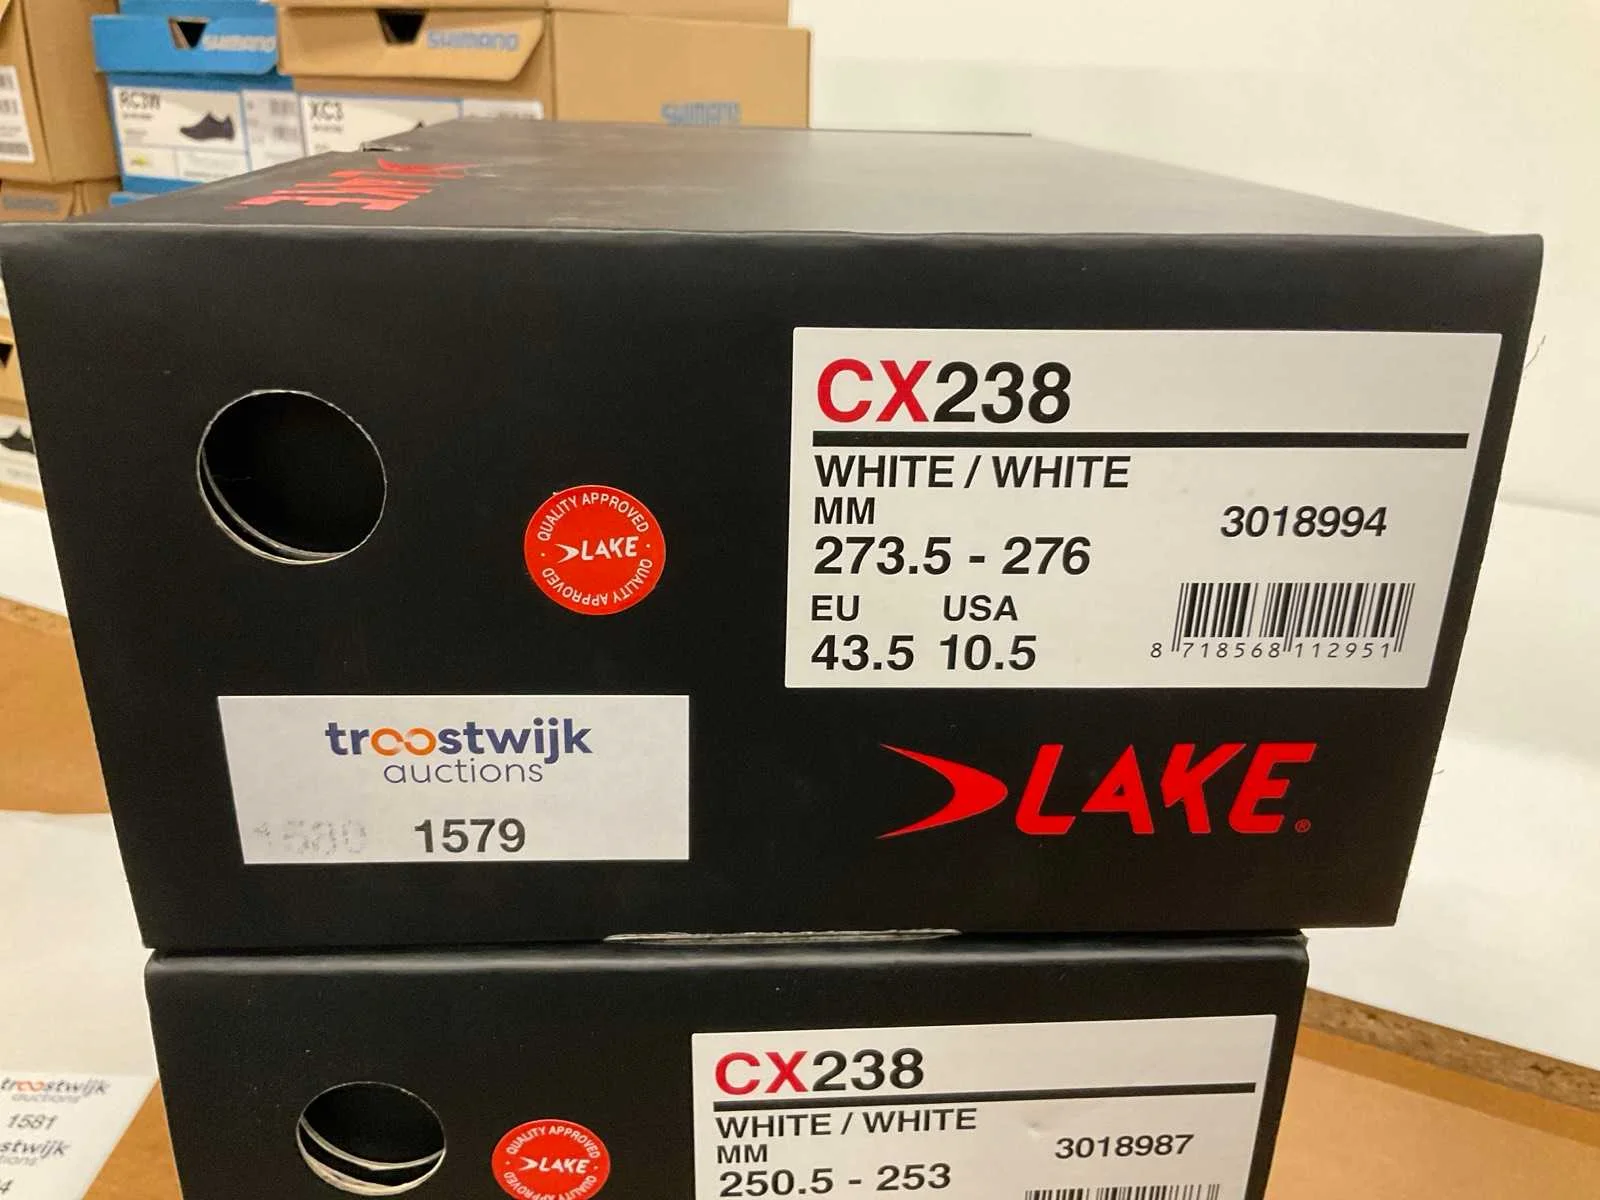 SHIMANO
SHIMANO
SHIMANO
RC3W
XC3
SHIMANO
LAKE
CX238
WHITE / WHITE
MM
273.5 - 276
3018994
EU USA
43.5 10.5
8 718568 112951
QUALITY APPROVED
LAKE
QUALITY APPROVED
troostwijk
auctions
1580 1579
LAKE®
CX238
WHITE / WHITE
MM
250.5 - 253
3018987
QUALITY APPROVED
LAKE
troostwijk
auctions
1581